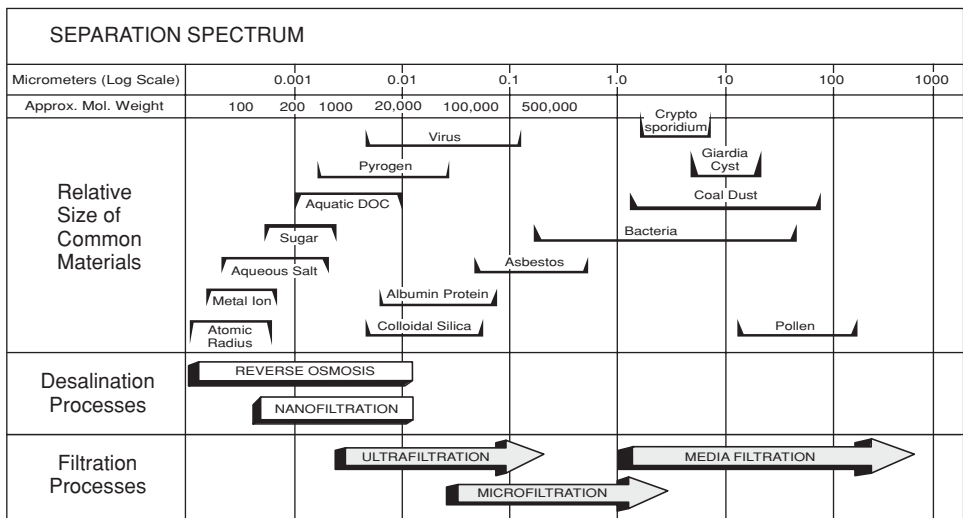 SEPARATION SPECTRUM
Micrometers (Log Scale) 0.001 0.01 0.1 1.0 10 100 1000
Approx. Mol. Weight 100 200 1000 20,000 100,000 500,000
Relative
Size of
Common
Materials
Crypto
sporidium
Virus
Giardia
Cyst
Pyrogen
Aquatic DOC
Coal Dust
Sugar
Bacteria
Aqueous Salt
Asbestos
Metal Ion
Albumin Protein
Atomic
Radius
Colloidal Silica
Pollen
Desalination
Processes
REVERSE OSMOSIS
NANOFILTRATION
Filtration
Processes
ULTRAFILTRATION
MEDIA FILTRATION
MICROFILTRATION